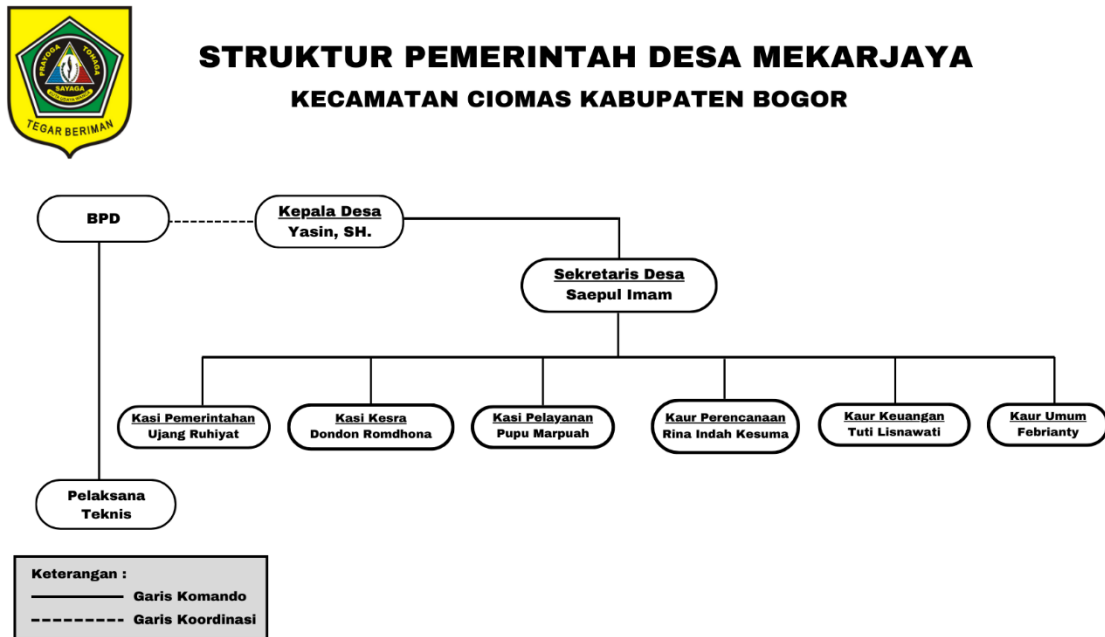 PRAYOGA
TOHAGA
SAYAGA
TEGAR BERIMAN
STRUKTUR PEMERINTAH DESA MEKARJAYA
KECAMATAN CIOMAS KABUPATEN BOGOR
BPD
Kepala Desa
Yasin, SH.
Sekretaris Desa
Saepul Imam
Kasi Pemerintahan
Ujang Ruhiyat
Kasi Kesra
Dondon Romdhona
Kasi Pelayanan
Pupu Marpuah
Kaur Perencanaan
Rina Indah Kesuma
Kaur Keuangan
Tuti Lisnawati
Kaur Umum
Febrianty
Pelaksana
Teknis
Keterangan :
Garis Komando
Garis Koordinasi